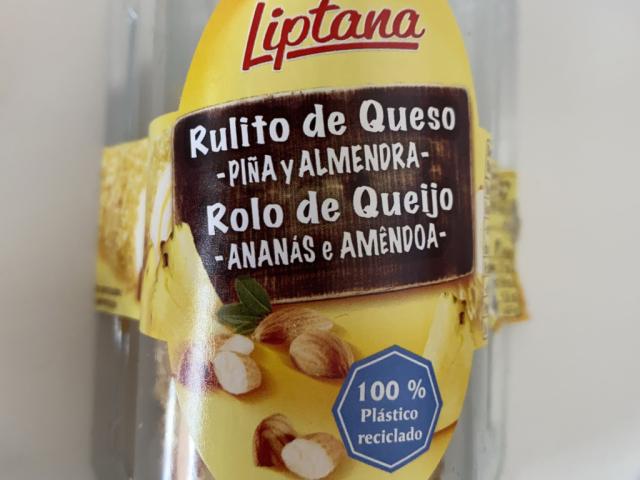 Liptana
Rulito de Queso
-PIÑA y ALMENDRA-
Rolo de Queijo
-ANANÁS e AMÊNDOA-
100 %
Plástico
reciclado